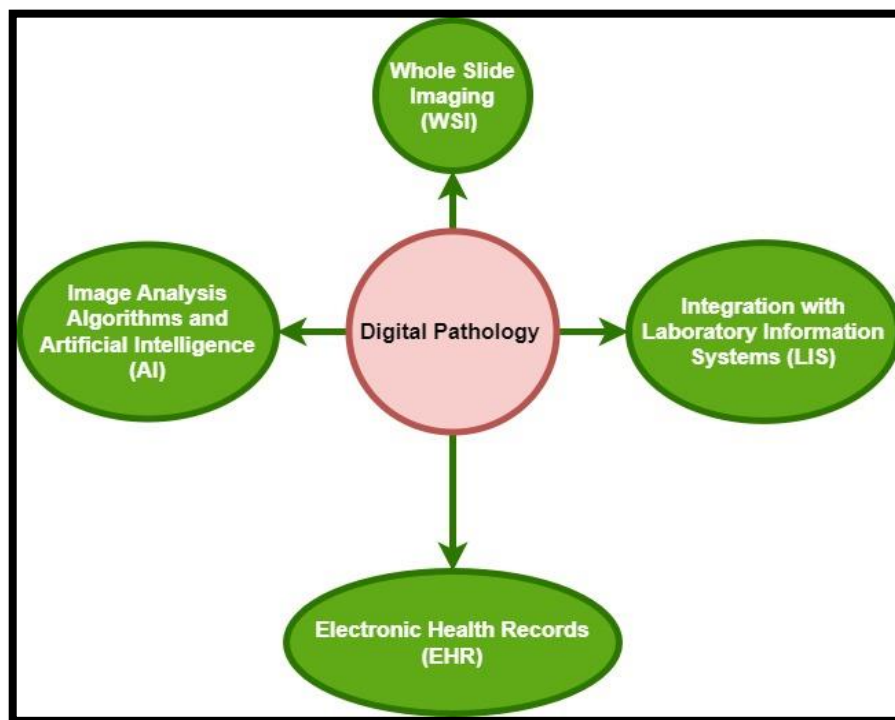 Whole Slide
Imaging
(WSI)
Image Analysis
Algorithms and
Artificial Intelligence
(AI)
Digital Pathology
Integration with
Laboratory Information
Systems (LIS)
Electronic Health Records
(EHR)